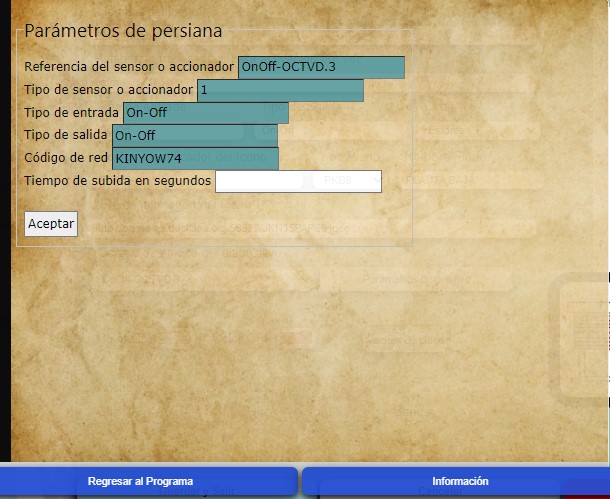 Parámetros de persiana
Referencia del sensor o accionador OnOff-OCTVD.3
Tipo de sensor o accionador 1
Tipo de entrada On-Off
Tipo de salida On-Off
Código de red KINYOW74
Tiempo de subida en segundos
Aceptar
Regresar al Programa Información